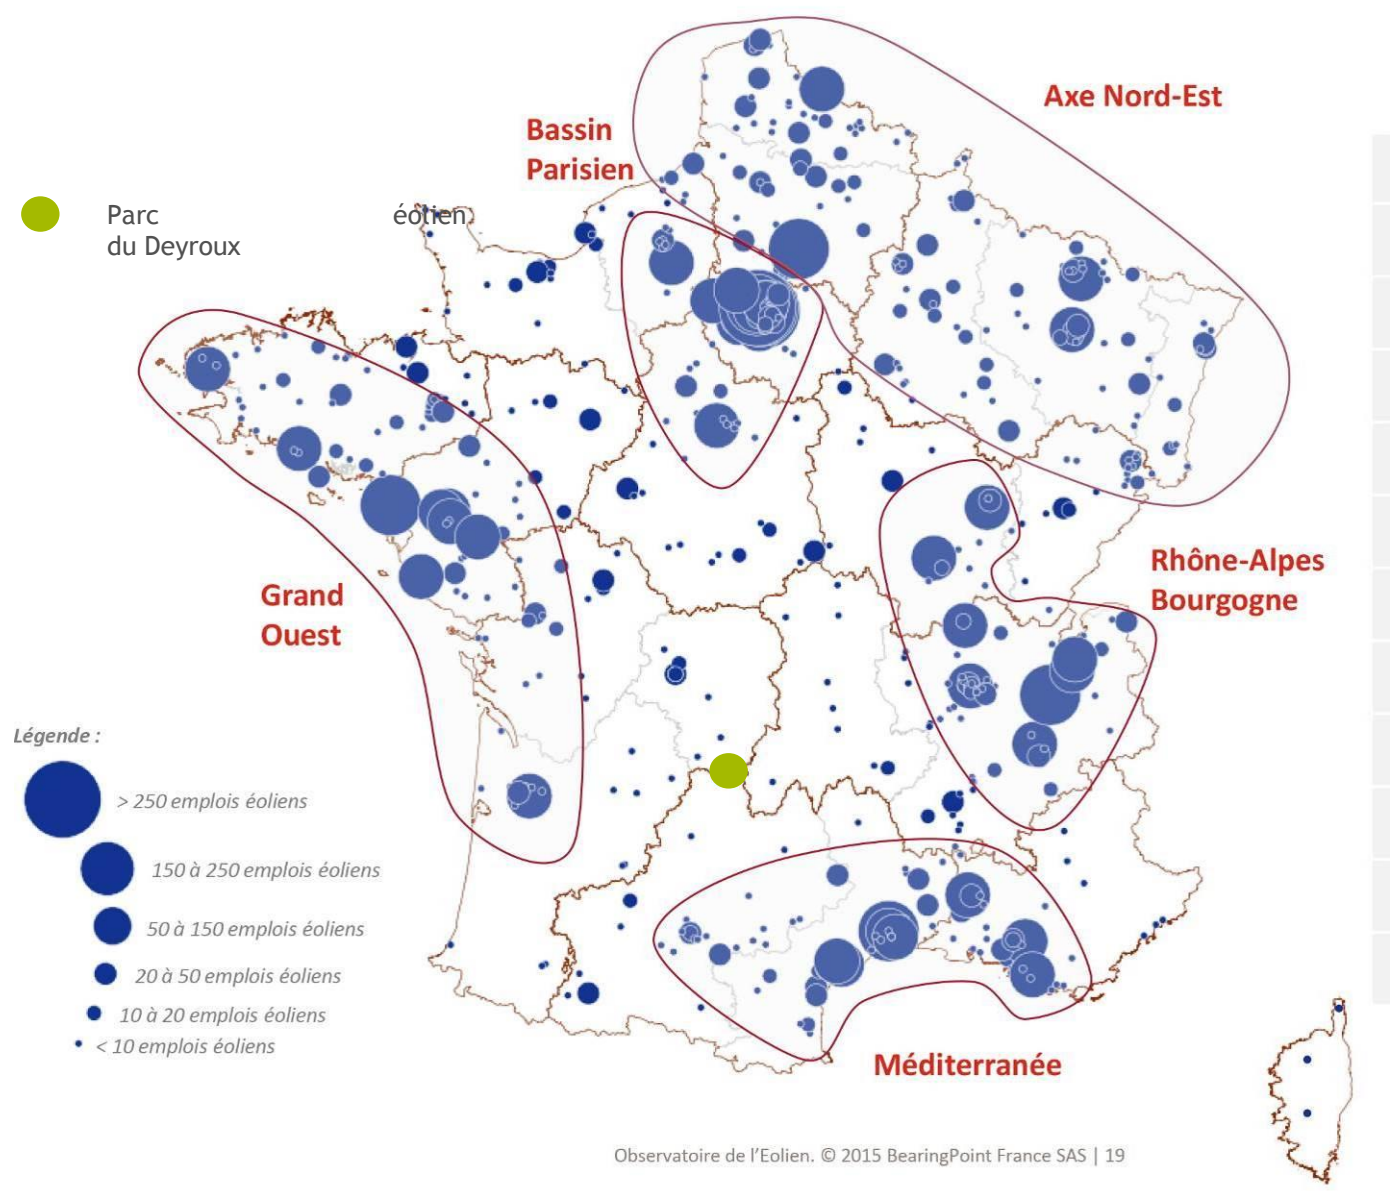 Axe Nord-Est
Bassin
Parisien
Parc éolien
du Deyroux
Rhône-Alpes
Bourgogne
Grand
Ouest
Légende :
> 250 emplois éoliens
150 à 250 emplois éoliens
50 à 150 emplois éoliens
20 à 50 emplois éoliens
10 à 20 emplois éoliens
< 10 emplois éoliens
Méditerranée
Observatoire de l'Eolien. © 2015 BearingPoint France SAS | 19